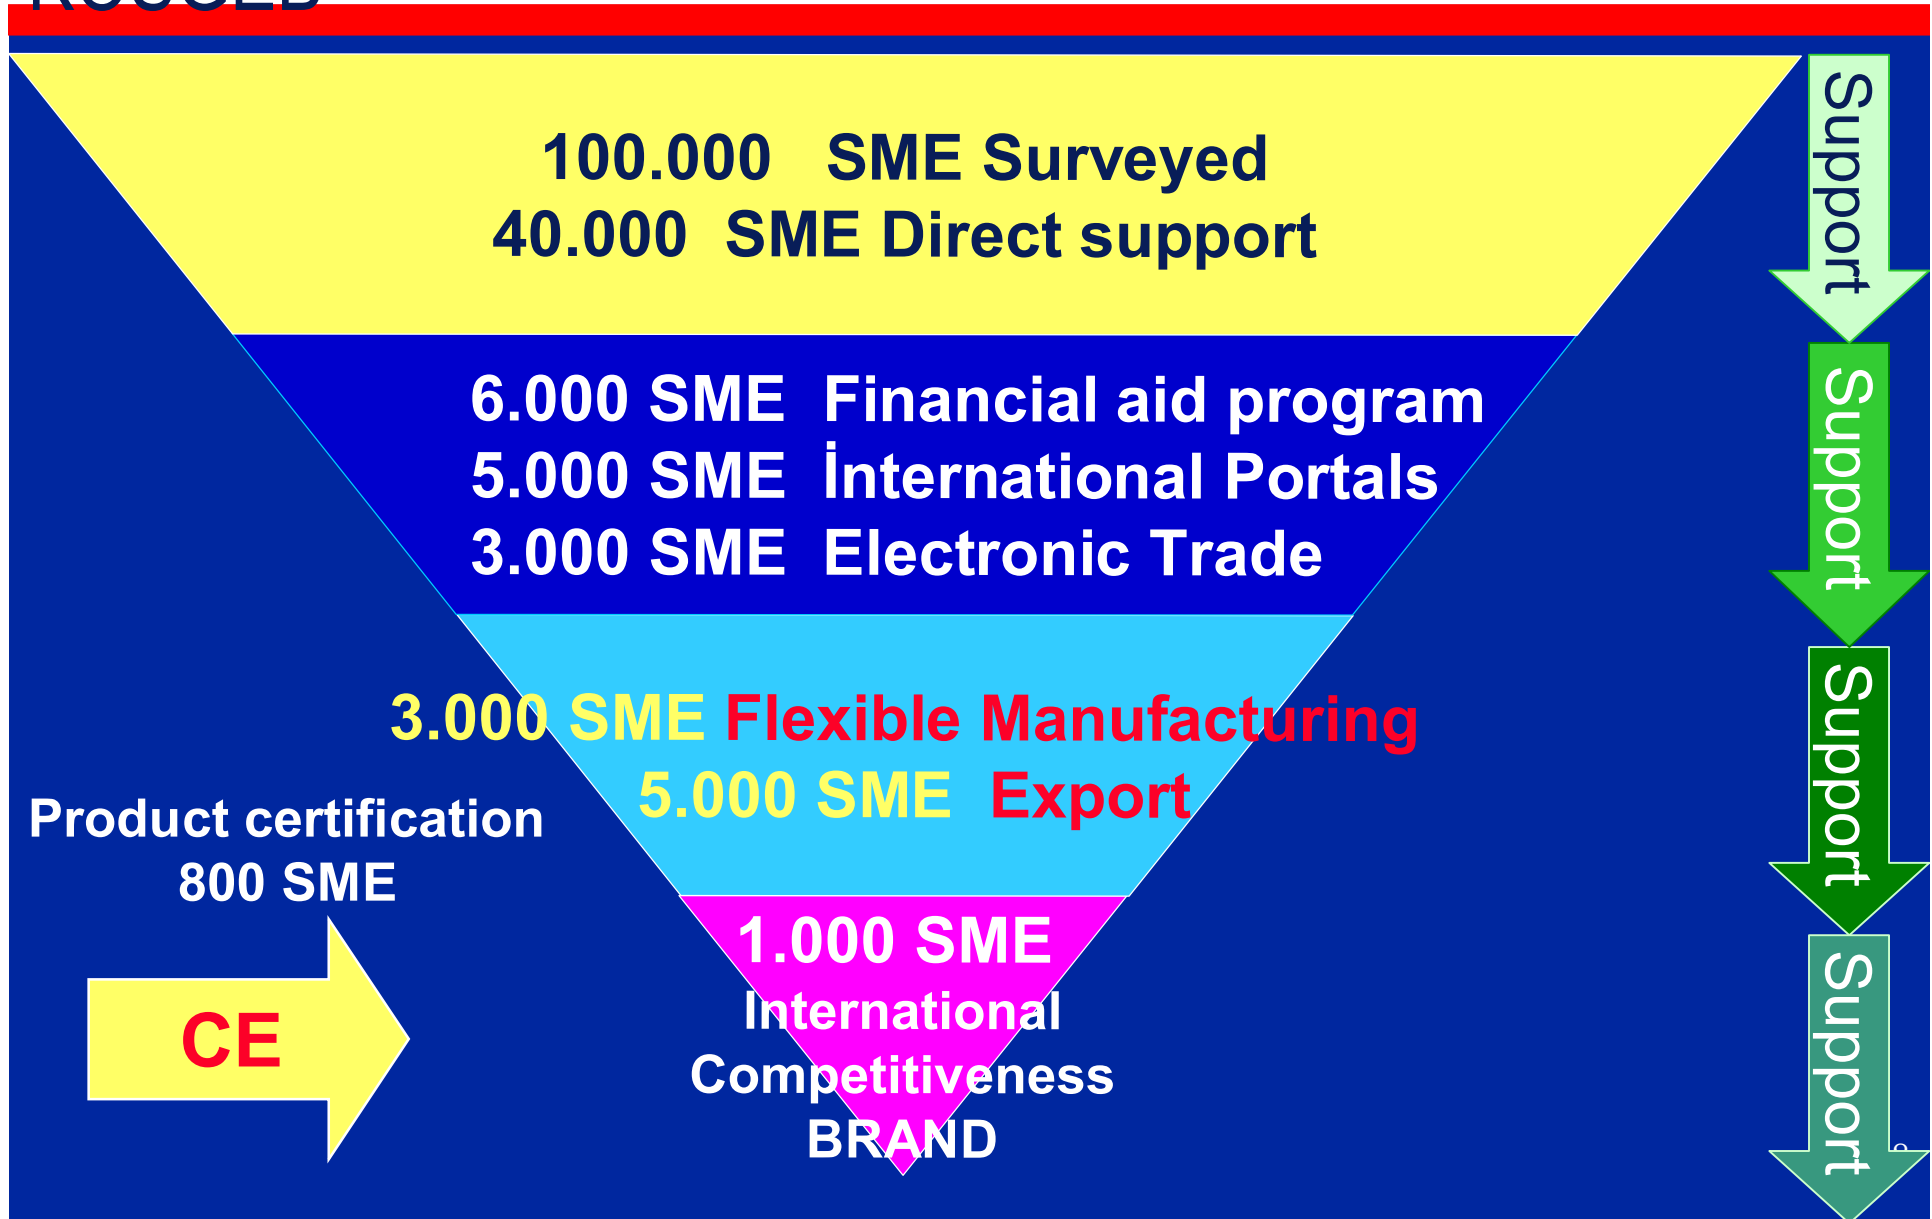 KOSGEB
100.000 SME Surveyed
40.000 SME Direct support
6.000 SME Financial aid program
5.000 SME İnternational Portals
3.000 SME Electronic Trade
3.000 SME Flexible Manufacturing
5.000 SME Export
Product certification
800 SME
CE
1.000 SME
International
Competitiveness
BRAND
Support
Support
Support
Support